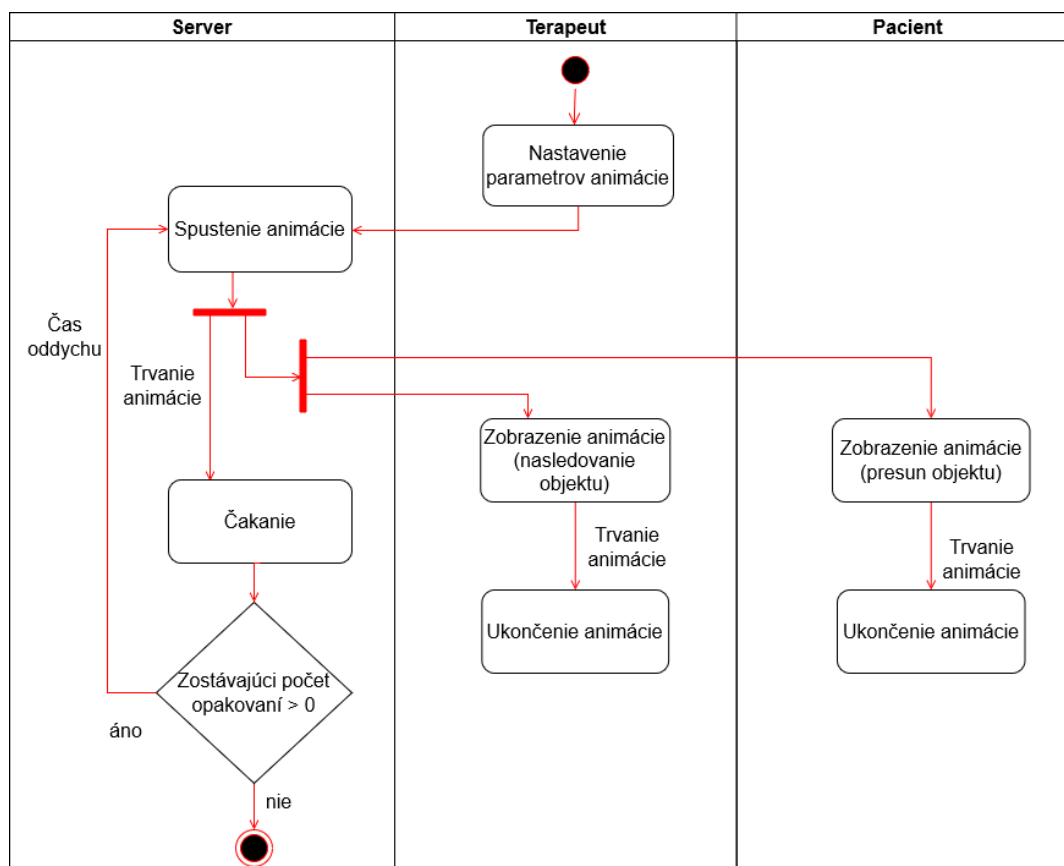 Server
Terapeut
Pacient
Nastavenie
parametrov animácie
Spustenie animácie
Čas
oddychu
Trvanie
animácie
Zobrazenie animácie
(nasledovanie
objektu)
Zobrazenie animácie
(presun objektu)
Čakanie
Trvanie
animácie
Trvanie
animácie
Ukončenie animácie
Ukončenie animácie
Zostávajúci počet
opakovaní > 0
áno
nie